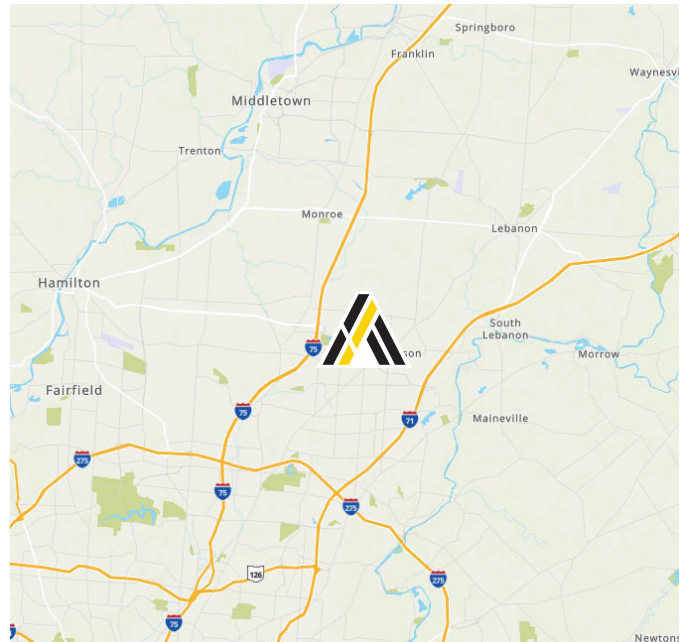 Springboro
Franklin
Waynesv
Middletown
Trenton
Monroe
Lebanon
Hamilton
South
Lebanon
75
son
Morrow
Fairfield
75
71
Maineville
275
75
275
126
275
75
Newtons